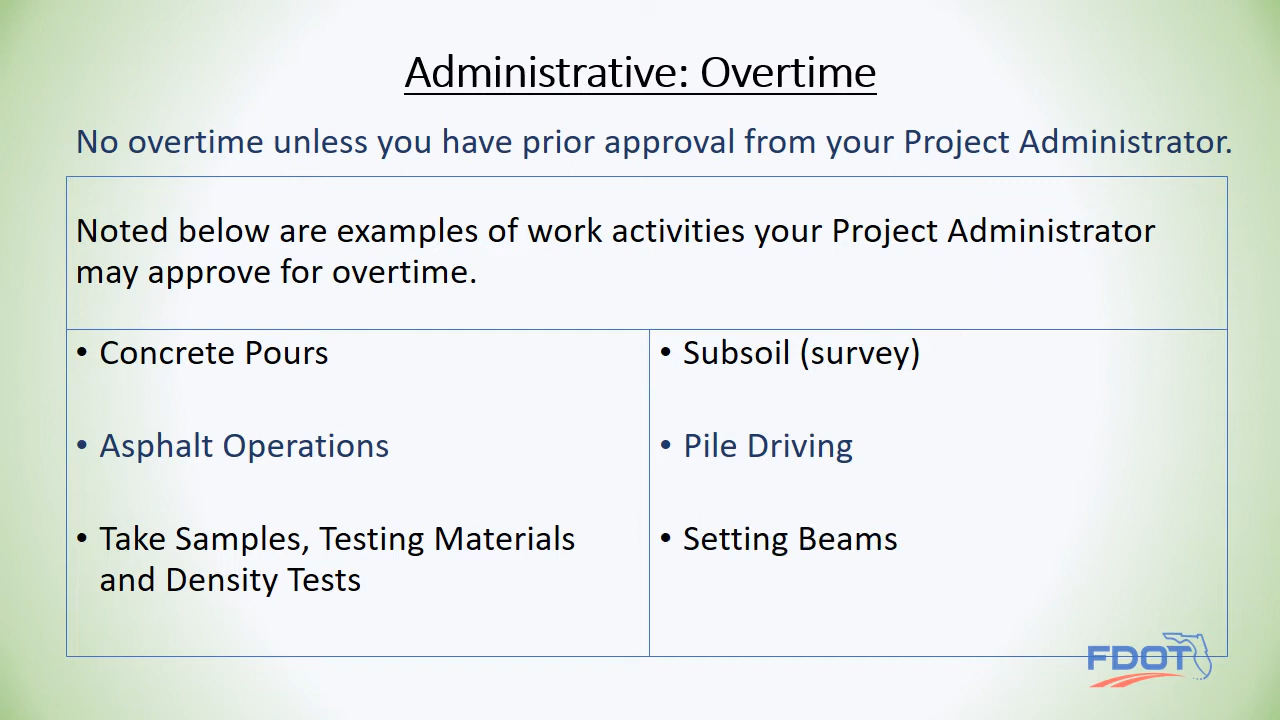 Administrative: Overtime
No overtime unless you have prior approval from your Project Administrator.
Noted below are examples of work activities your Project Administrator
may approve for overtime.
• Concrete Pours
• Asphalt Operations
• Take Samples, Testing Materials
and Density Tests
• Subsoil (survey)
• Pile Driving
• Setting Beams
FDOT